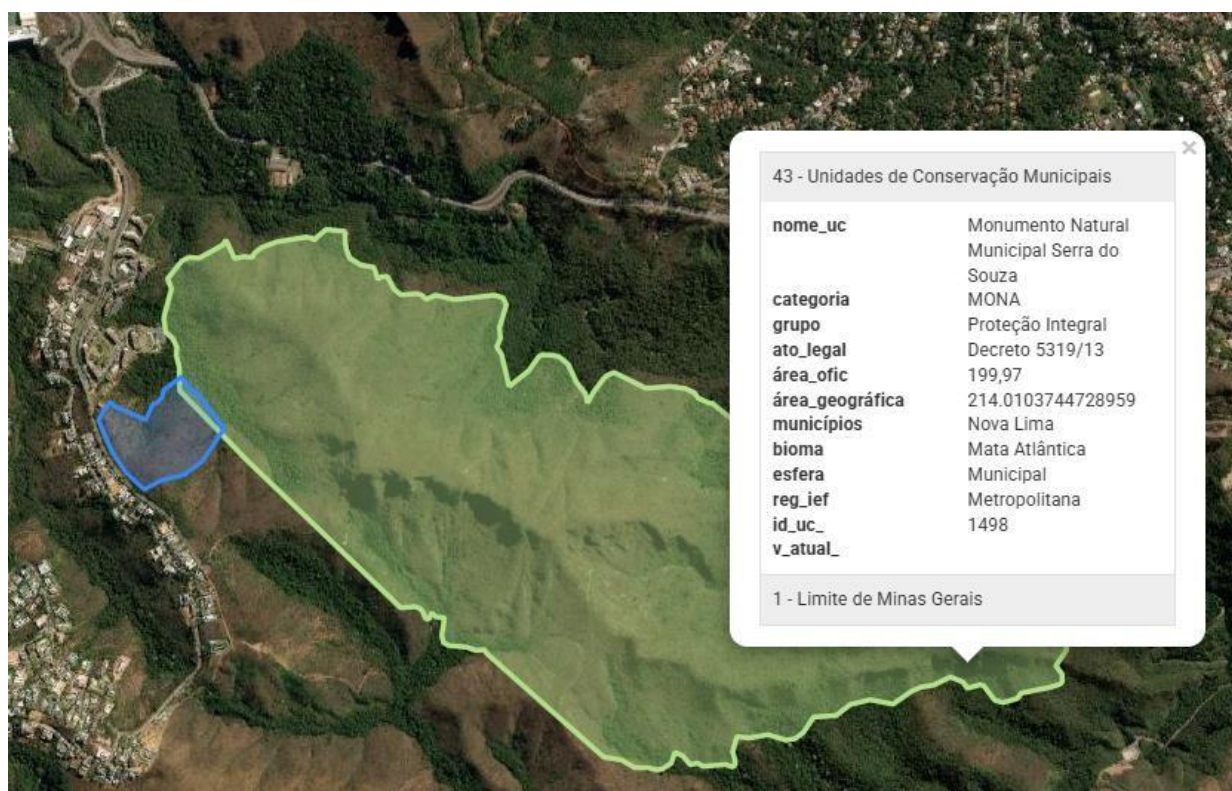 ×
43 - Unidades de Conservação Municipais
nome_uc Monumento Natural
Municipal Serra do
Souza
categoria MONA
grupo Proteção Integral
ato_legal Decreto 5319/13
área_ofic 199,97
área_geográfica 214.0103744728959
municípios Nova Lima
bioma Mata Atlântica
esfera Municipal
reg_ief Metropolitana
id_uc_ 1498
v_atual_
1 - Limite de Minas Gerais